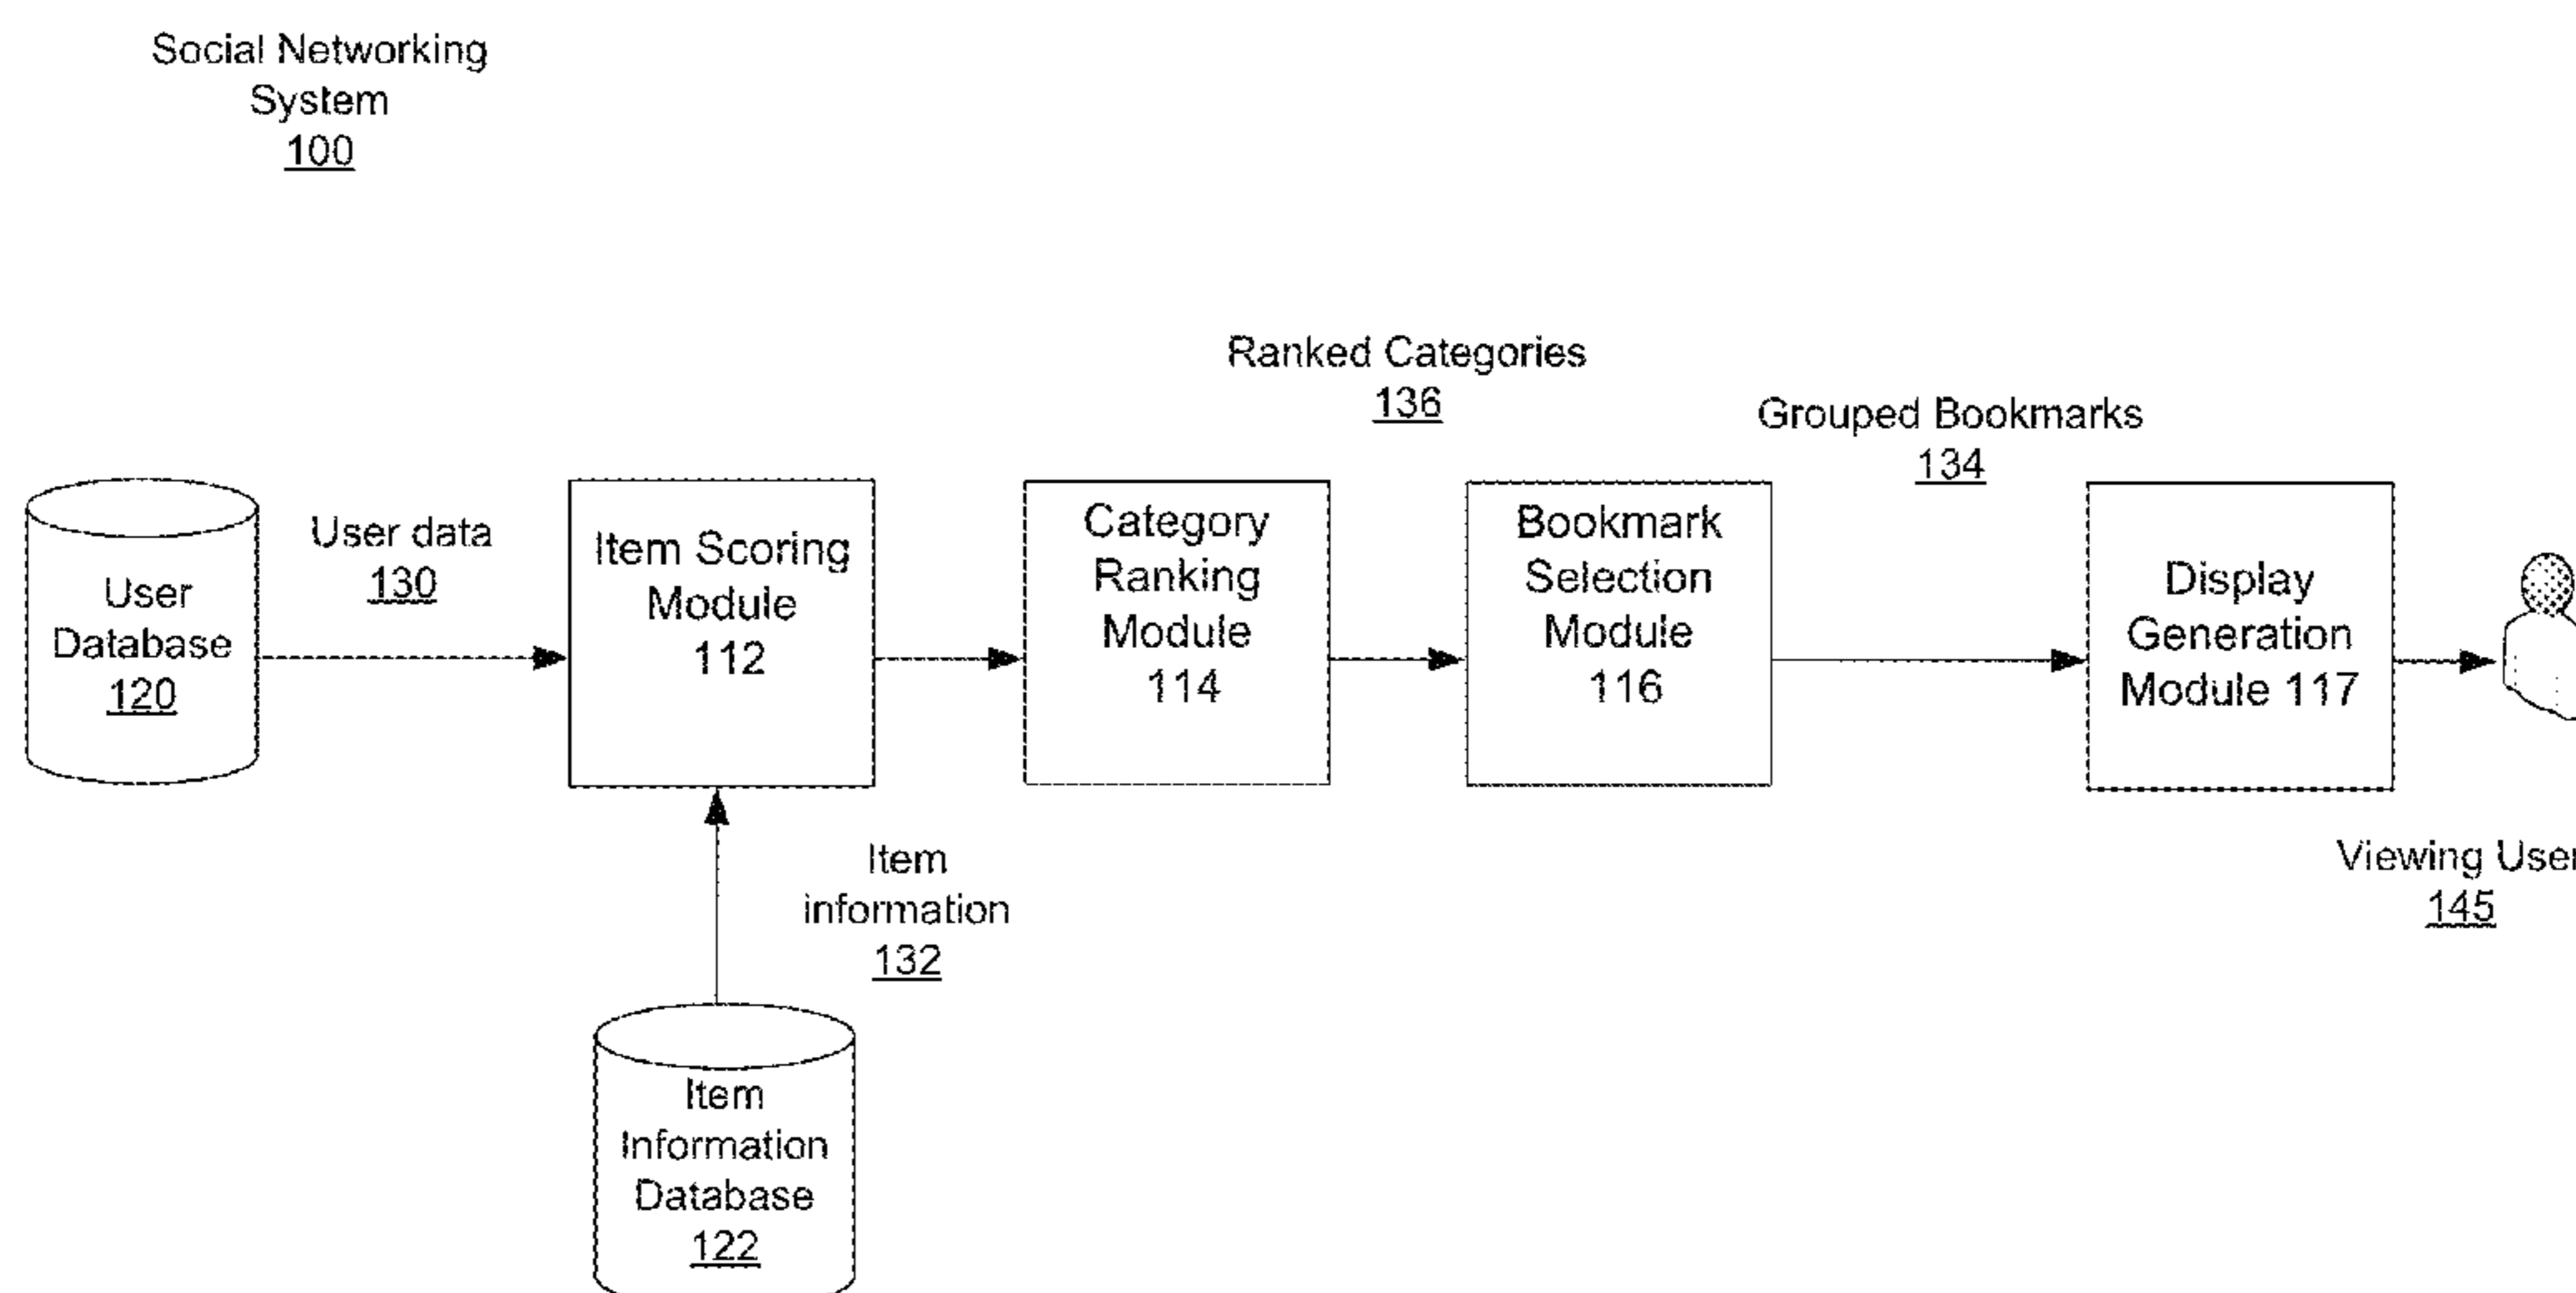 Social Networking
System
100
Ranked Categories
136
Grouped Bookmarks
134
User
Database
120
User data
130
Item Scoring
Module
112
Category
Ranking
Module
114
Bookmark
Selection
Module
116
Display
Generation
Module 117
Viewing User
145
Item
information
132
Item
Information
Database
122